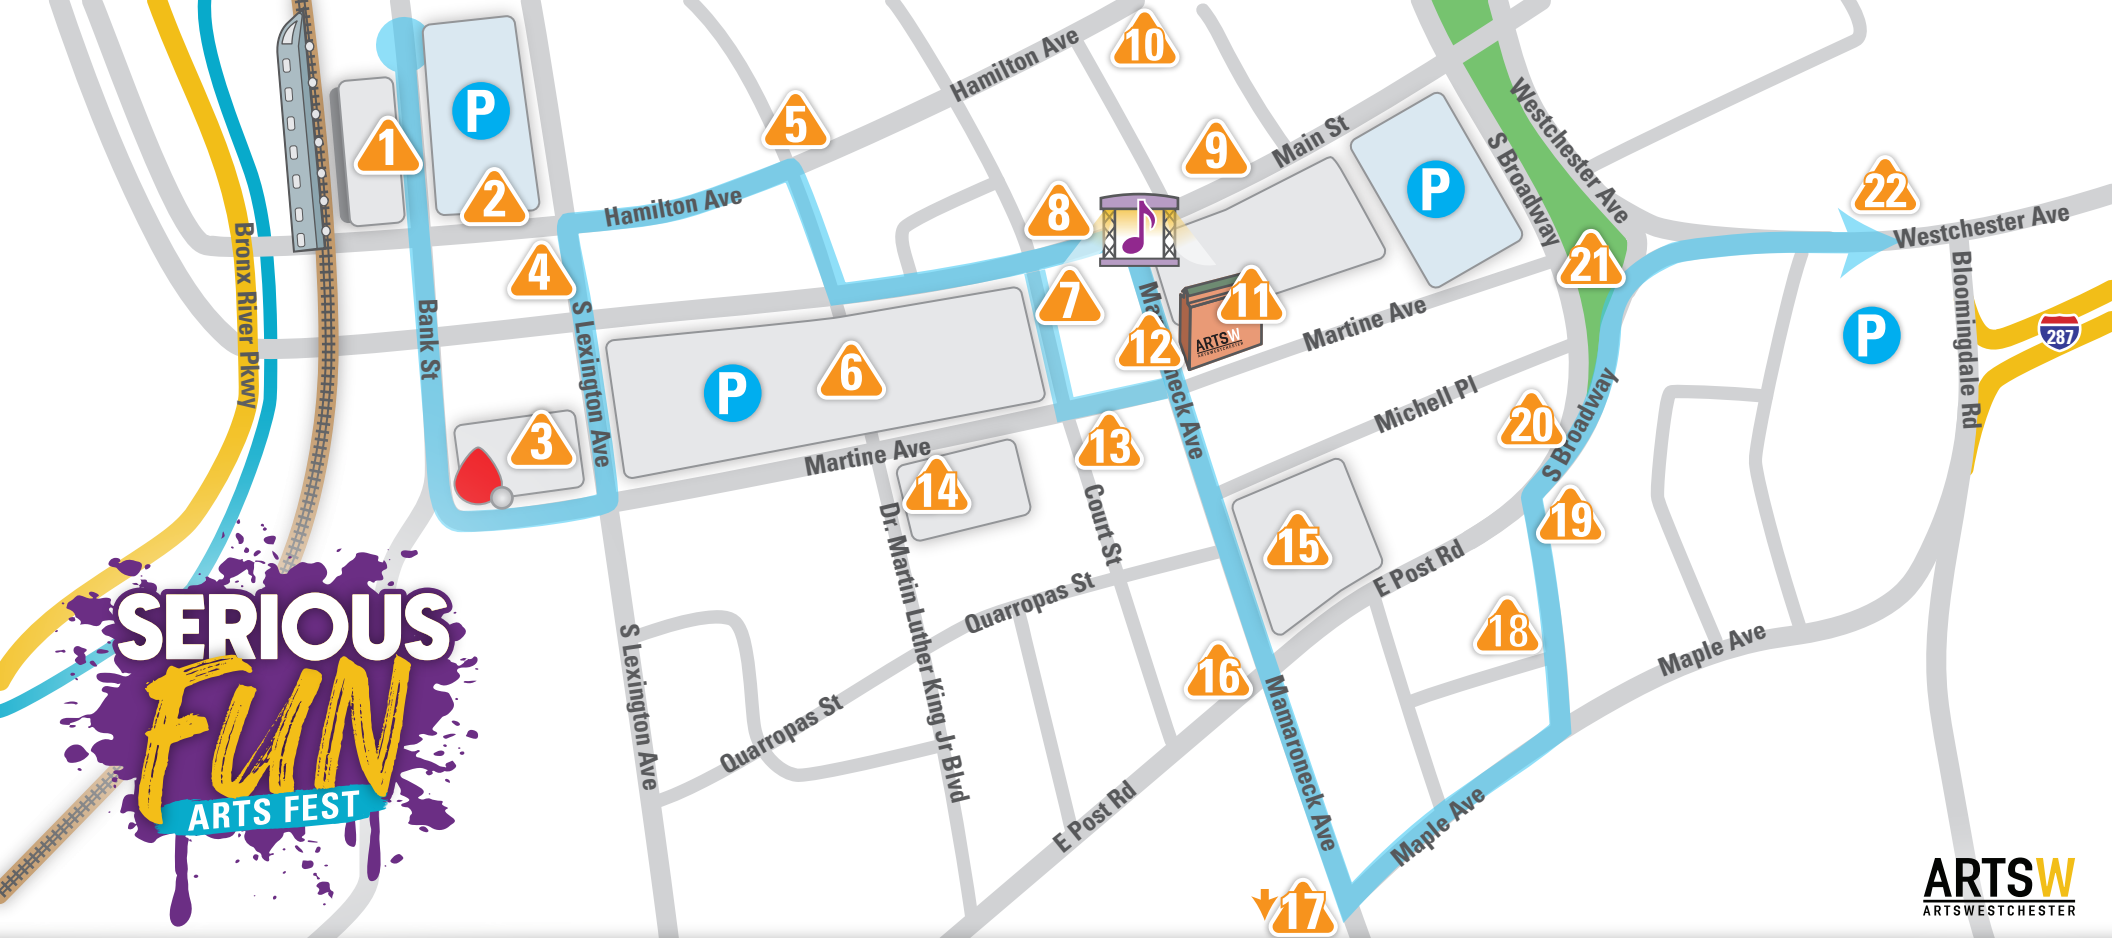 10
Hamilton Ave
5
P
1
2
Main St
9
Westchester Ave
S Broadway
P
22
Westchester Ave
Hamilton Ave
8
4
7
11
21
Bronx River Pkwy
Bank St
S Lexington Ave
6
P
12
ARTSW
ARTSWESTCHESTER
Martine Ave
P
287
Bloomingdale Rd
Michell Pl
3
Martine Ave
13
20
S Broadway
14
Mamaroneck Ave
15
19
Dr. Martin Luther King Jr Blvd
Court St
E Post Rd
Quarropas St
18
S Lexington Ave
Maple Ave
16
Quarropas St
Mamaroneck Ave
E Post Rd
Maple Ave
17
SERIOUS
FUN
ARTS FEST
ARTSW
ARTSWESTCHESTER